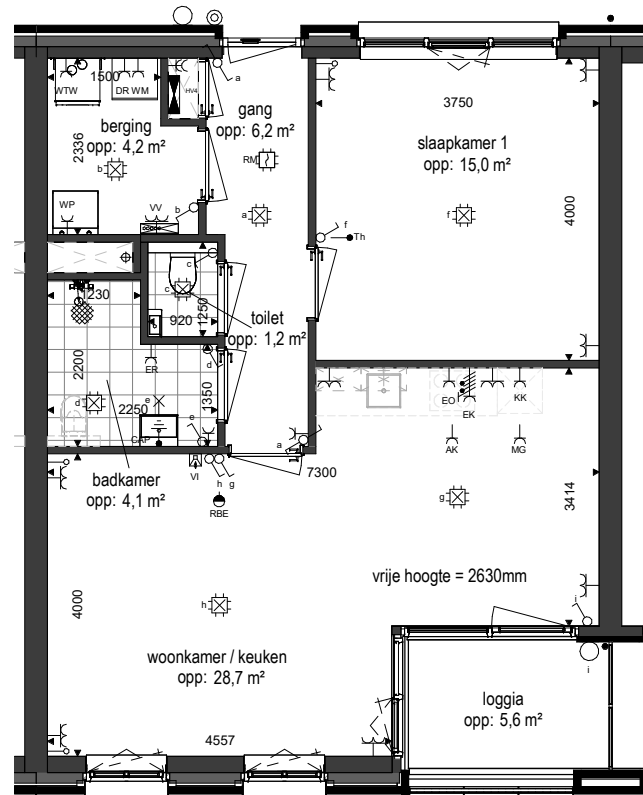 1500
WTW
DR WM
HV4
a
gang
opp: 6,2 m²
3750
berging
opp: 4,2 m²
slaapkamer 1
opp: 15,0 m²
2336
RM
b
WP
VV
b
a
f
4000
f
Th
c
c
1230
920
1250
toilet
opp: 1,2 m²
2200
ER
d
1350
d
2250
e
e
CAP
a
EO
EK
KK
AK
MG
7300
badkamer
opp: 4,1 m²
VI
h
g
RBE
g
3414
4000
vrije hoogte = 2630mm
h
i
woonkamer / keuken
opp: 28,7 m²
i
loggia
opp: 5,6 m²
4557